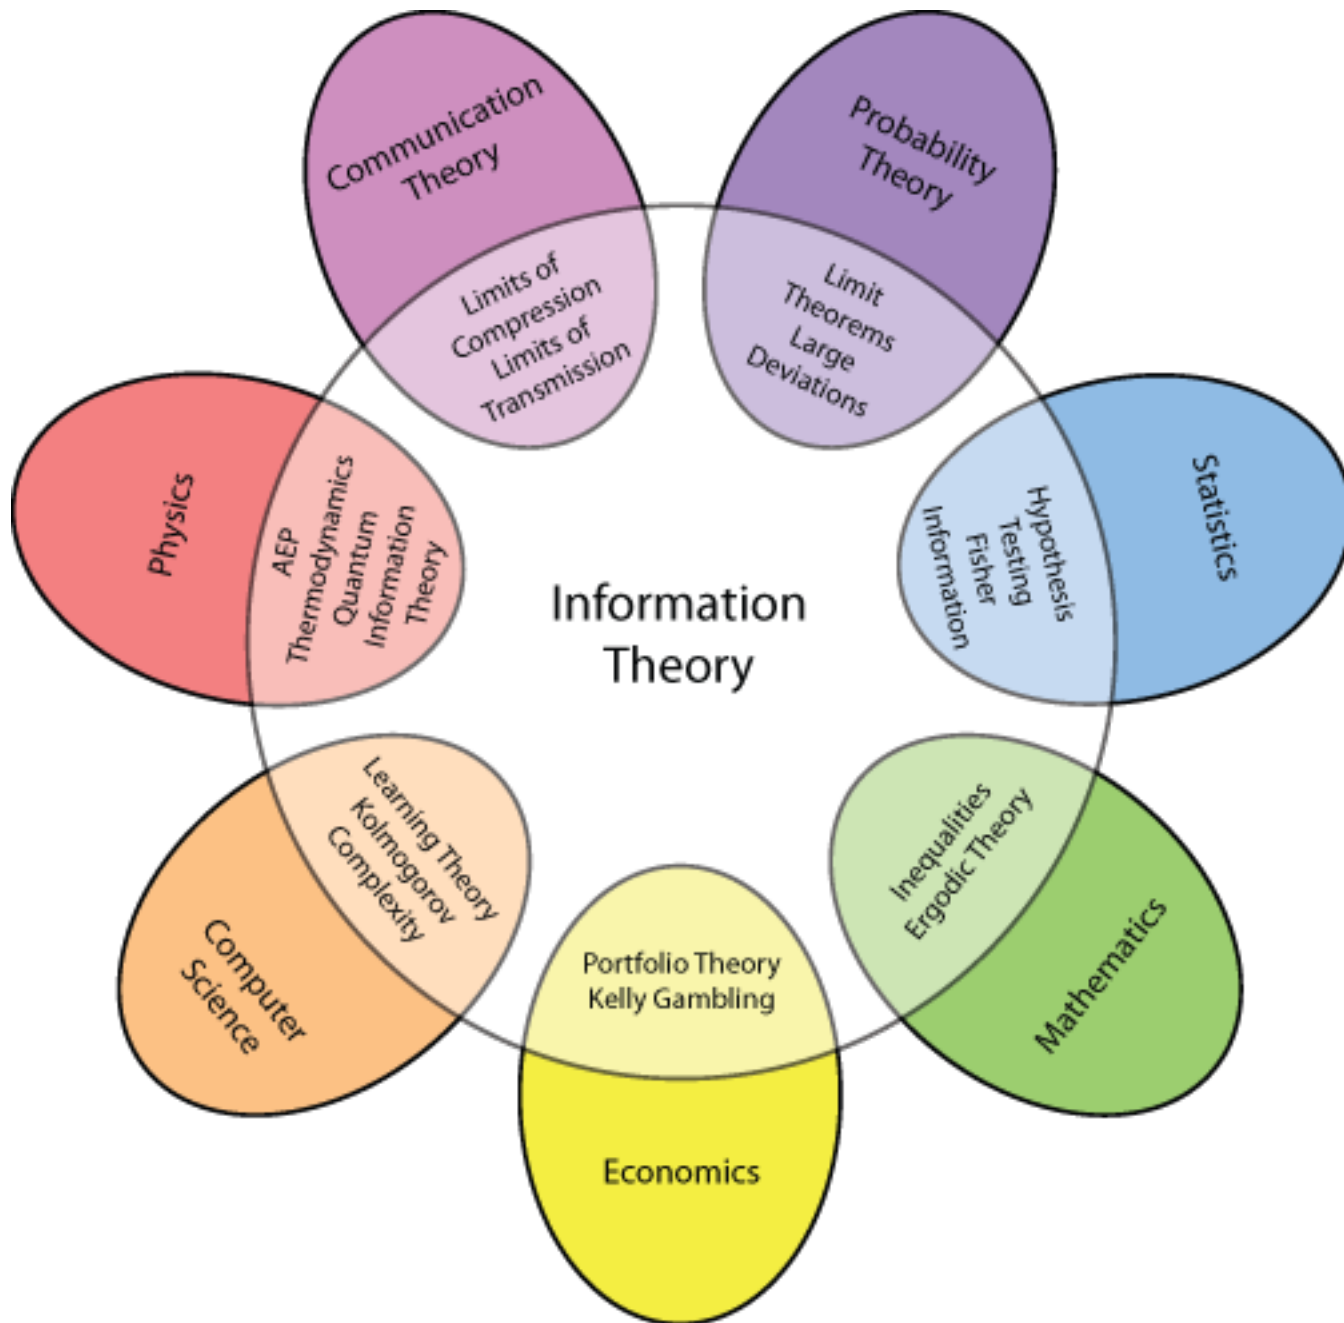 Communication
Theory
Limits of
Compression
Limits of
Transmission
Probability
Theory
Limit
Theorems
Large
Deviations
Statistics
Hypothesis
Testing
Fisher
Information
Mathematics
Inequalities
Ergodic Theory
Economics
Portfolio Theory
Kelly Gambling
Computer
Science
Learning Theory
Kolmogorov
Complexity
Physics
AEP
Thermodynamics
Quantum
Information
Theory
Information
Theory